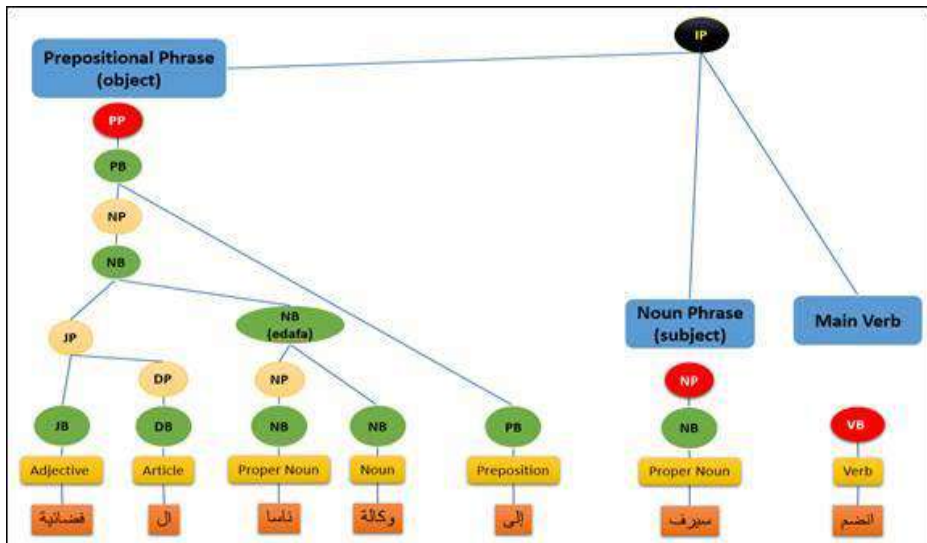 IP
Prepositional Phrase
(object)
PP
PB
NP
NB
NB
(edafa)
JP
Noun Phrase
(subject)
Main Verb
DP
NP
NP
JB
DB
NB
NB
PB
NB
VB
Adjective
Article
Proper Noun
Noun
Preposition
Proper Noun
Verb
فضائية
ال
ناسا
وكالة
إلى
سيرف
انضم